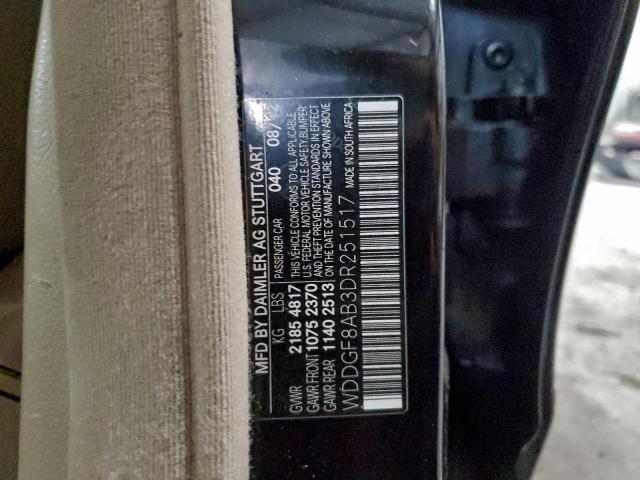 MFD BY DAIMLER AG STUTTGART
PASSENGER CAR 040 08/12
KG LBS
GVWR 2185 4817
GAWR FRONT 1075 2370
GAWR REAR 1140 2513
THIS VEHICLE CONFORMS TO ALL APPLICABLE
U.S. FEDERAL MOTOR VEHICLE SAFETY, BUMPER
AND THEFT PREVENTION STANDARDS IN EFFECT
ON THE DATE OF MANUFACTURE SHOWN ABOVE
WDDGF8AB3DR251517 MADE IN SOUTH AFRICA